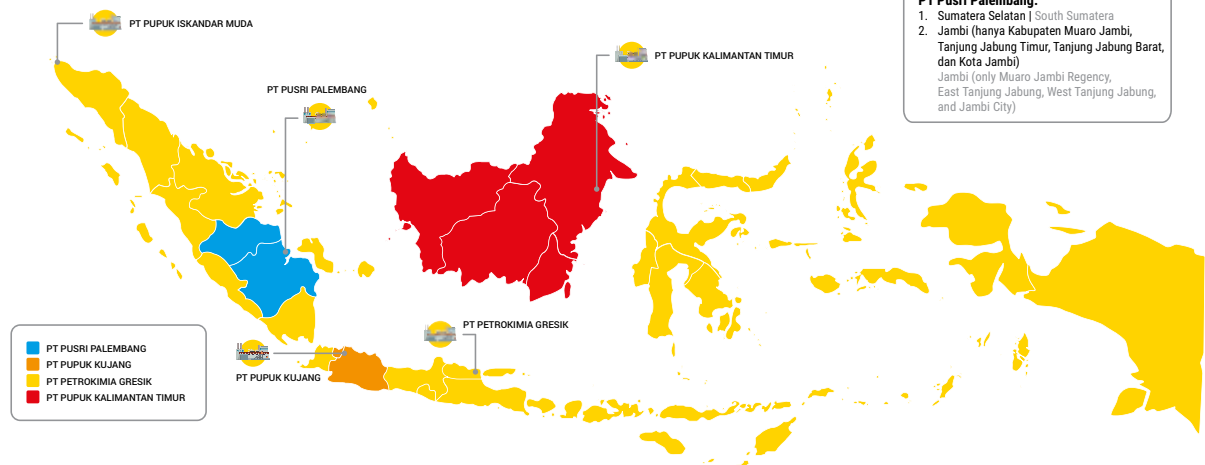 PT Pusri Palembang:
1. Sumatera Selatan | South Sumatera
2. Jambi (hanya Kabupaten Muaro Jambi,
Tanjung Jabung Timur, Tanjung Jabung Barat,
dan Kota Jambi)
Jambi (only Muaro Jambi Regency,
East Tanjung Jabung, West Tanjung Jabung,
and Jambi City)
PT PUPUK ISKANDAR MUDA
PT PUPUK KALIMANTAN TIMUR
PT PUSRI PALEMBANG
PT PETROKIMIA GRESIK
PT PUPUK KUJANG
PT PUSRI PALEMBANG
PT PUPUK KUJANG
PT PETROKIMIA GRESIK
PT PUPUK KALIMANTAN TIMUR